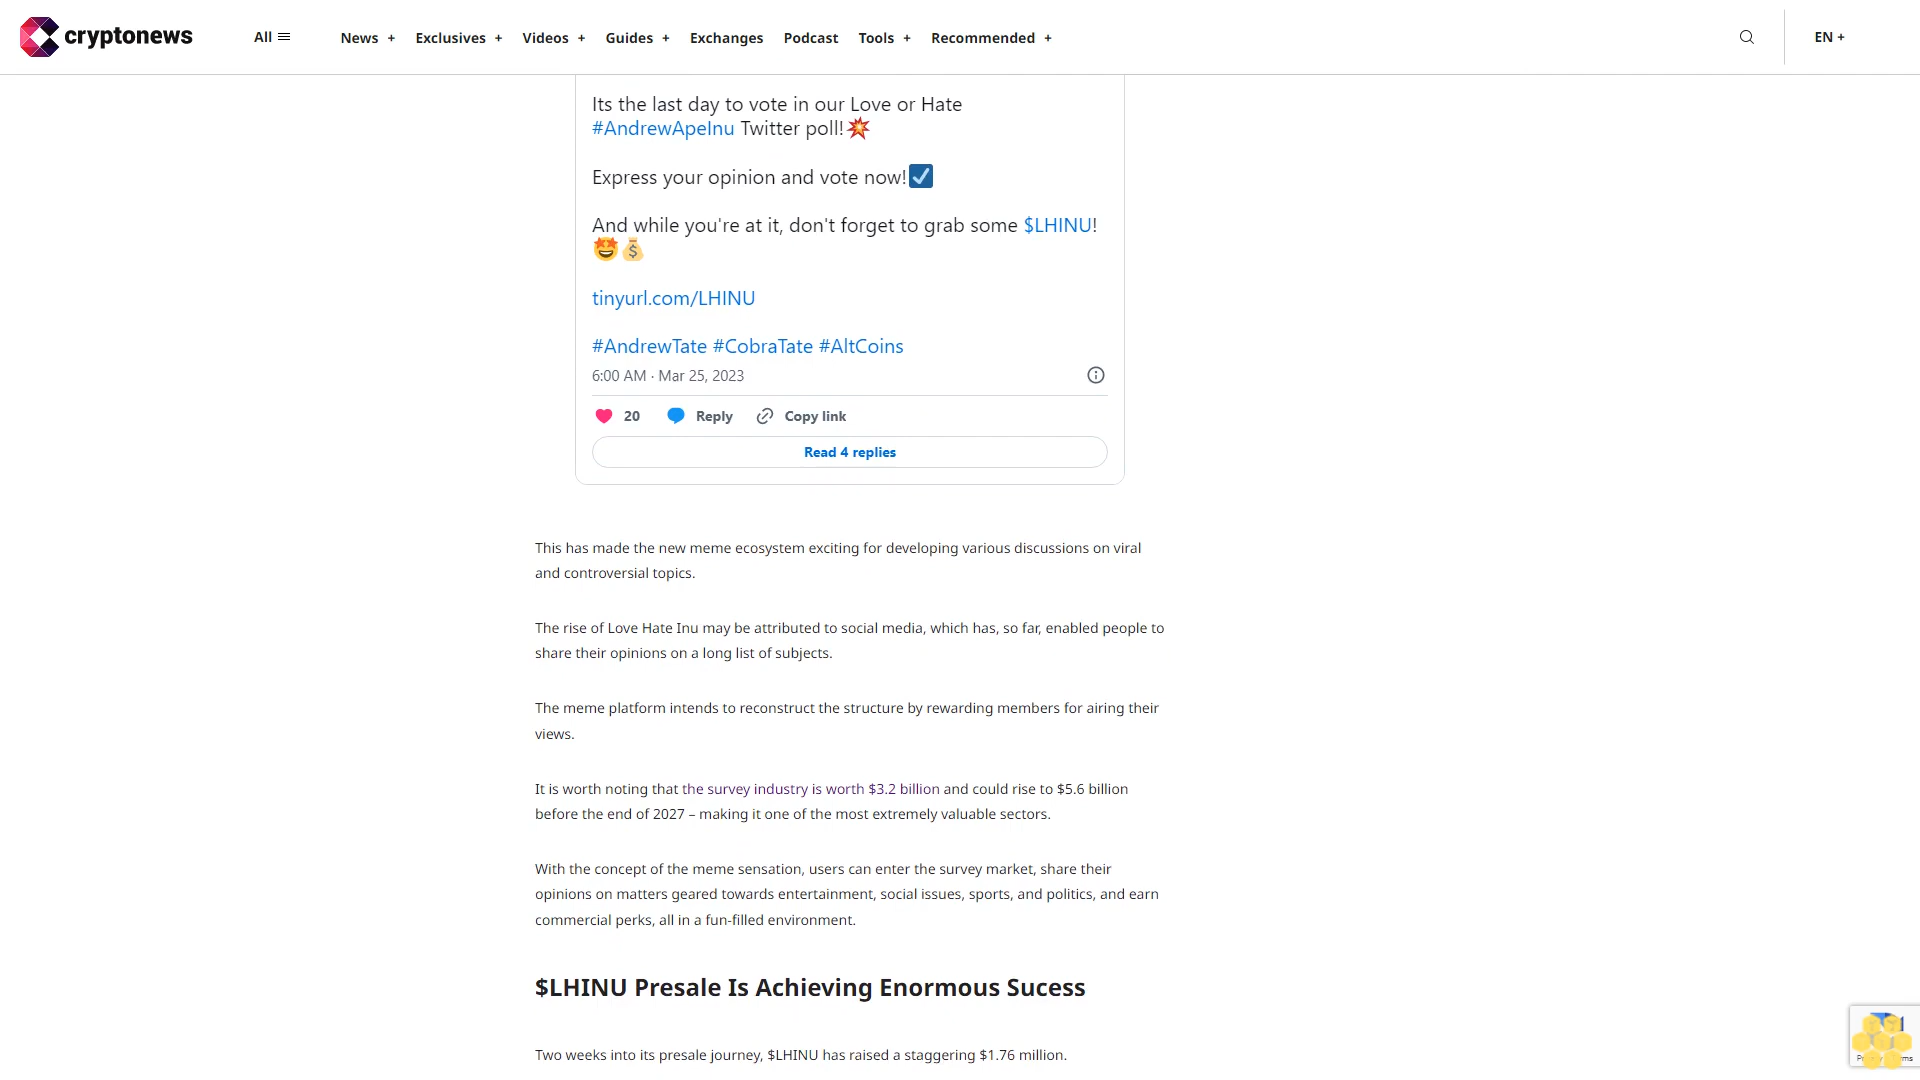 cryptonews
All
News +
Exclusives +
Videos +
Guides +
Exchanges
Podcast
Tools +
Recommended +
EN +
Its the last day to vote in our Love or Hate
#AndrewApeInu Twitter poll!💥
Express your opinion and vote now!☑️
And while you're at it, don't forget to grab some $LHINU!
🤩💰
tinyurl.com/LHINU
#AndrewTate #CobraTate #AltCoins
6:00 AM · Mar 25, 2023
20
Reply
Copy link
Read 4 replies
This has made the new meme ecosystem exciting for developing various discussions on viral
and controversial topics.
The rise of Love Hate Inu may be attributed to social media, which has, so far, enabled people to
share their opinions on a long list of subjects.
The meme platform intends to reconstruct the structure by rewarding members for airing their
views.
It is worth noting that the survey industry is worth $3.2 billion and could rise to $5.6 billion
before the end of 2027 – making it one of the most extremely valuable sectors.
With the concept of the meme sensation, users can enter the survey market, share their
opinions on matters geared towards entertainment, social issues, sports, and politics, and earn
commercial perks, all in a fun-filled environment.
$LHINU Presale Is Achieving Enormous Sucess
Two weeks into its presale journey, $LHINU has raised a staggering $1.76 million.